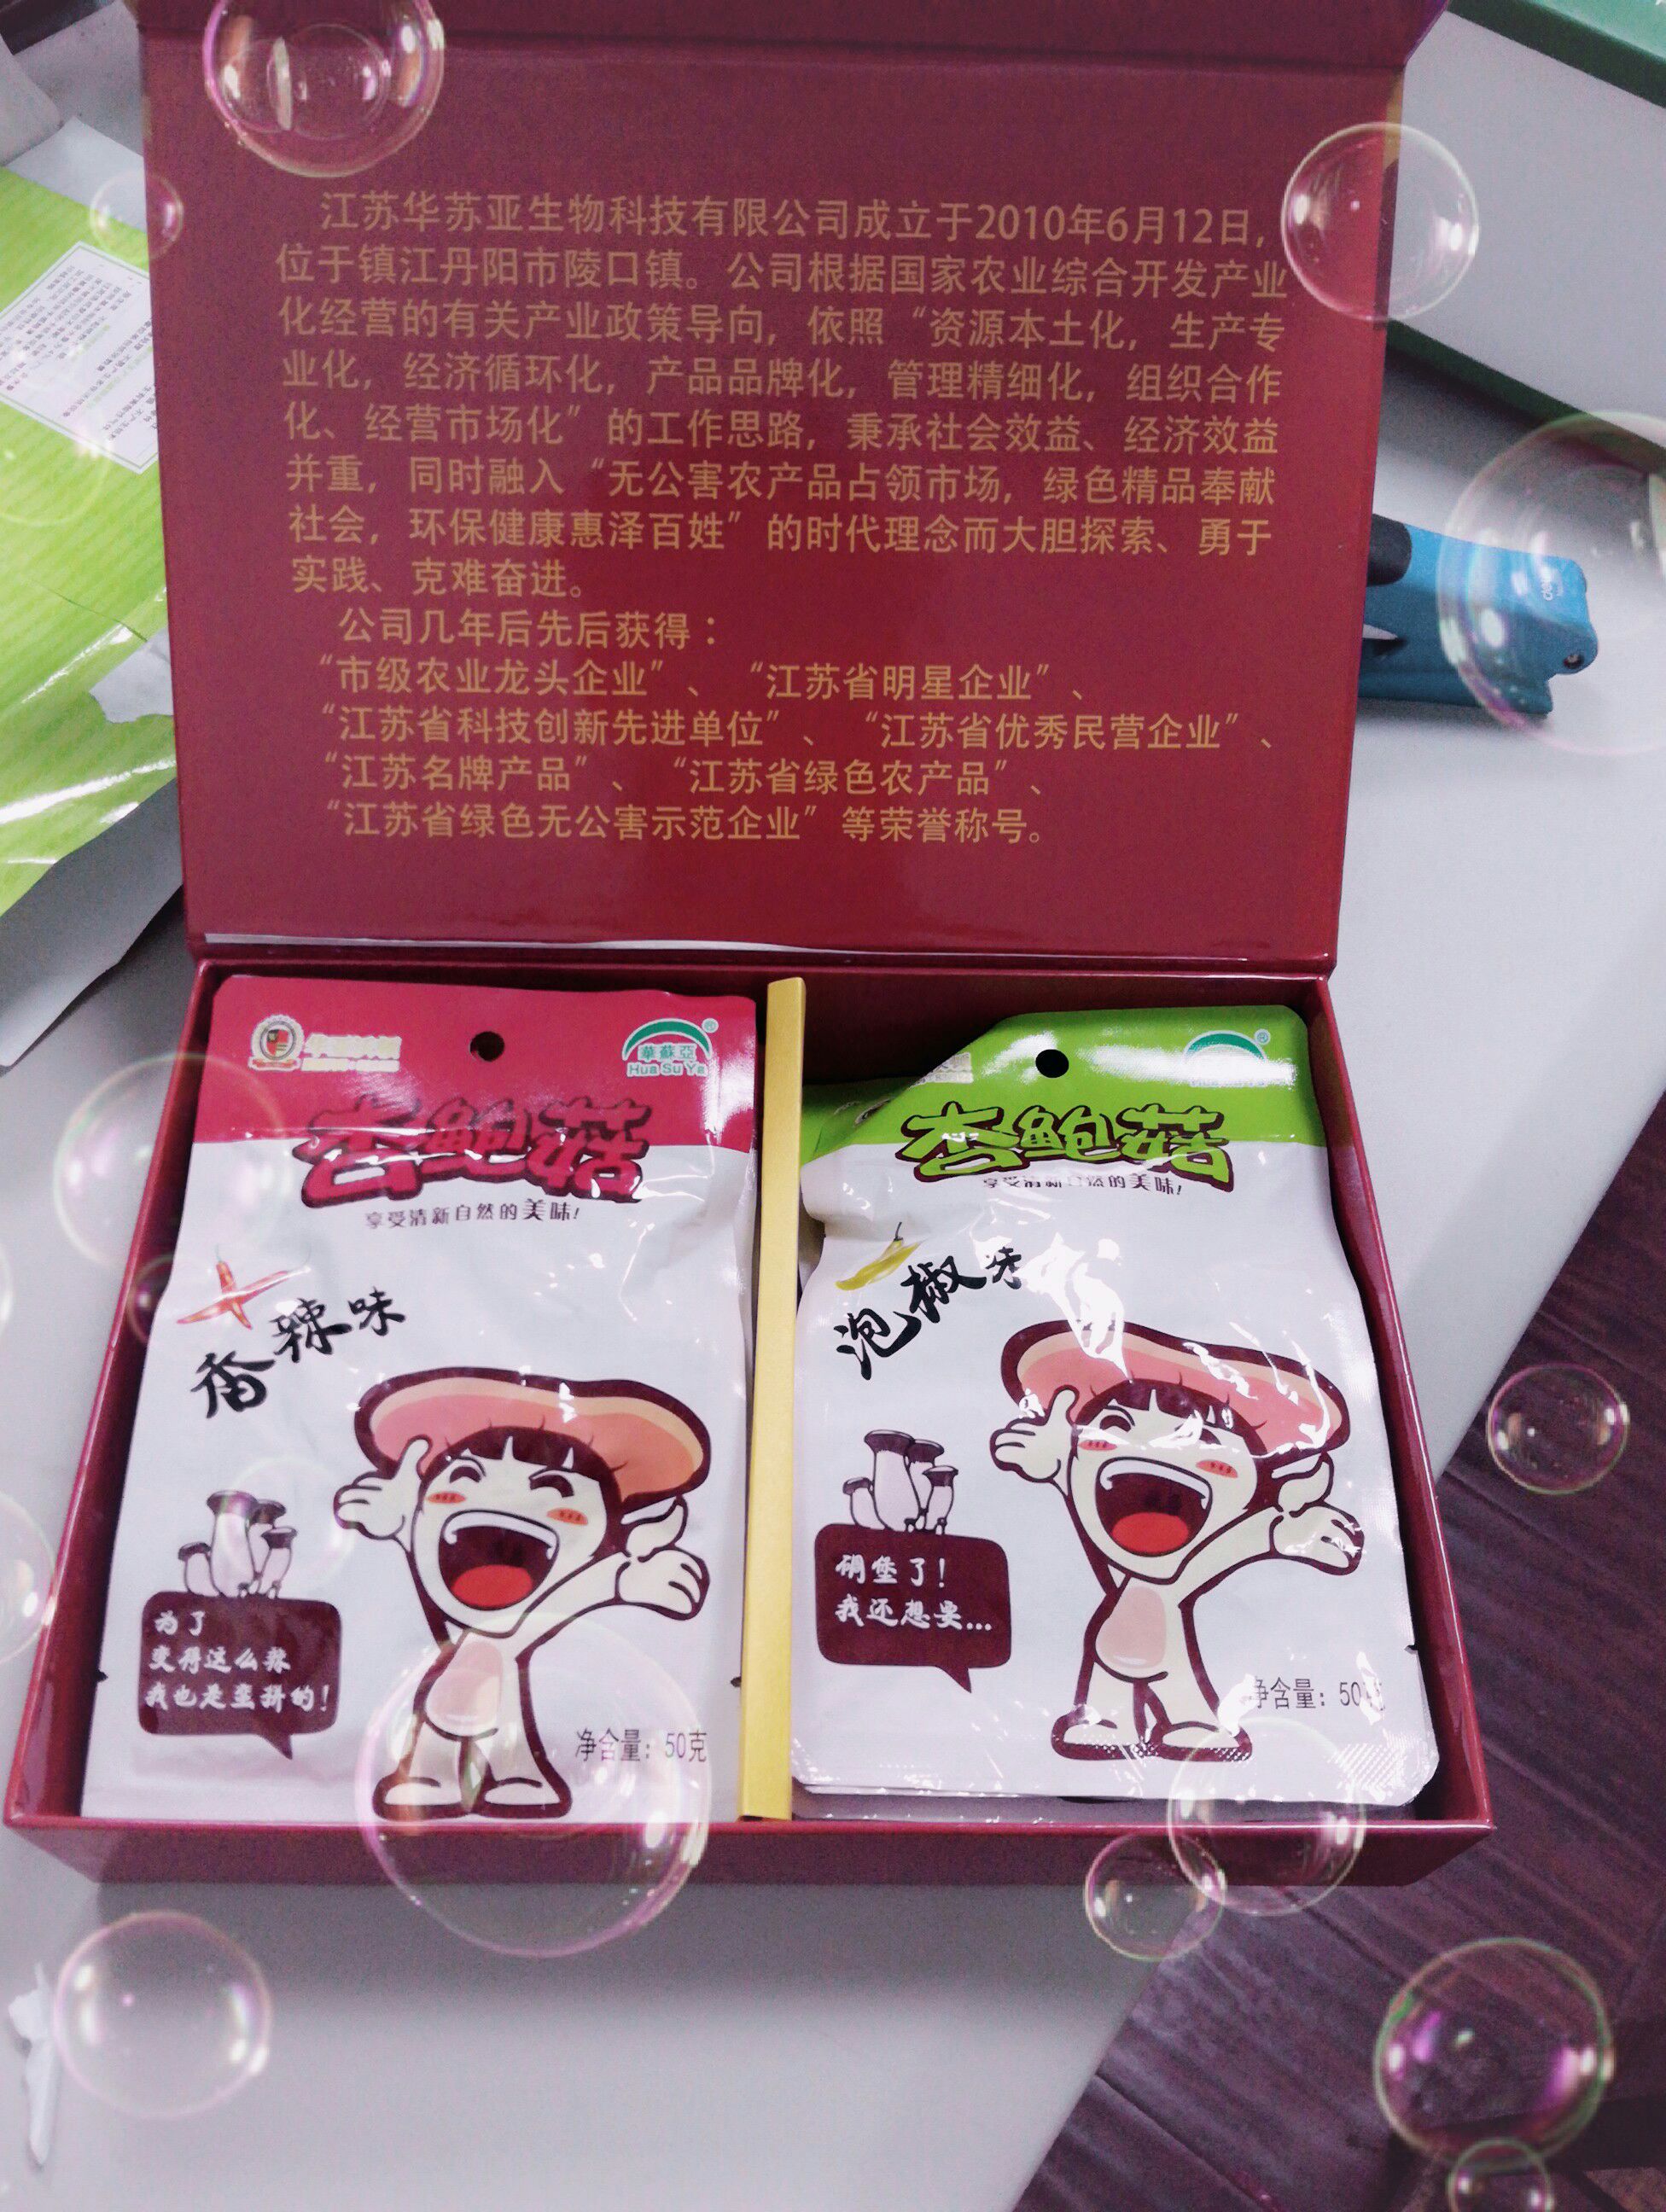 江苏华苏亚生物科技有限公司成立于2010年6月12日，
位于镇江丹阳市陵口镇。公司根据国家农业综合开发产业
化经营的有关产业政策导向，依照“资源本土化，生产专
业化，经济循环化，产品品牌化，管理精细化，组织合作
化、经营市场化”的工作思路，秉承社会效益、经济效益
并重，同时融入“无公害农产品占领市场，绿色精品奉献
社会，环保健康惠泽百姓”的时代理念而大胆探索、勇于
实践、克难奋进。
公司几年后先后获得：
“市级农业龙头企业”、“江苏省明星企业”、
“江苏省科技创新先进单位”、“江苏省优秀民营企业”、
“江苏名牌产品”、“江苏省绿色农产品”、
“江苏省绿色无公害示范企业”等荣誉称号。
華蘇亞®
Hua Su Ya
杏鲍菇
享受清新自然的美味!
香辣味
为了
变得这么辣
我也是蛮拼的!
净含量：50克
®
杏鲍菇
享受清新自然的美味!
泡椒味
碉堡了!
我还想要...
净含量：50克